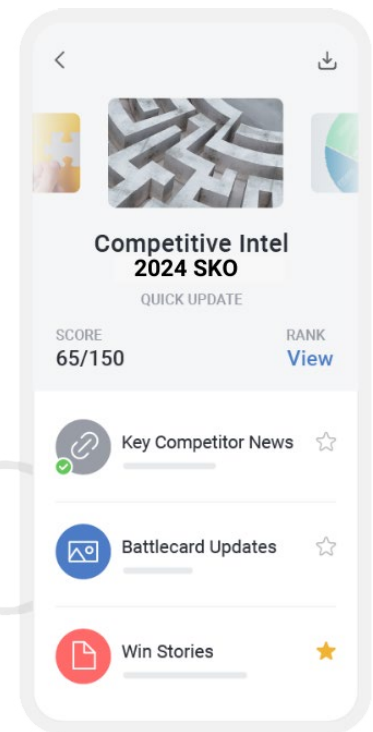 Competitive Intel
2024 SKO
QUICK UPDATE
SCORE
65/150
RANK
View
Key Competitor News
Battlecard Updates
Win Stories